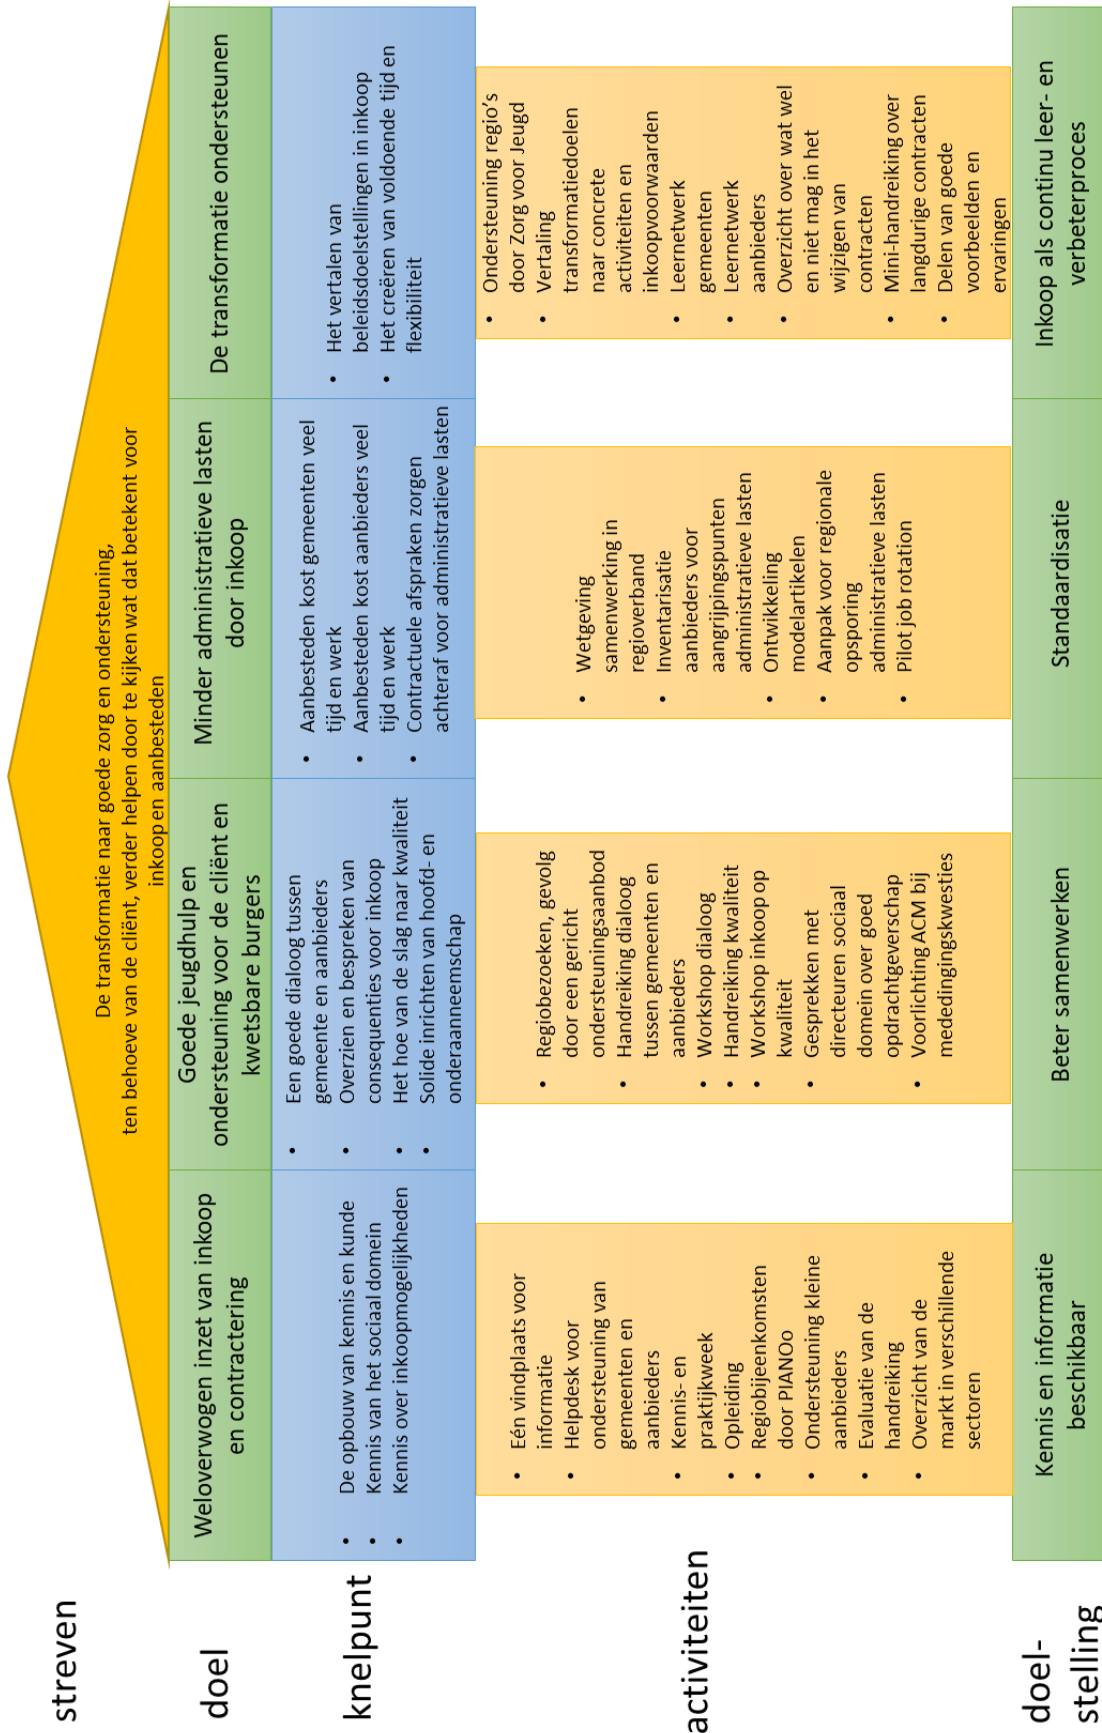 streven
De transformatie naar goede zorg en ondersteuning,
ten behoeve van de cliënt, verder helpen door te kijken wat dat betekent voor
inkoop en aanbesteden
doel
Weloverwogen inzet van inkoop
en contractering
Goede jeugdhulp en
ondersteuning voor de cliënt en
kwetsbare burgers
Minder administratieve lasten
door inkoop
De transformatie ondersteunen
knelpunt
• De opbouw van kennis en kunde
• Kennis van het sociaal domein
• Kennis over inkoopmogelijkheden
• Een goede dialoog tussen
gemeente en aanbieders
• Overzien en bespreken van
consequenties voor inkoop
• Het hoe van de slag naar kwaliteit
• Solide inrichten van hoofd- en
onderaanneemschap
• Aanbesteden kost gemeenten veel
tijd en werk
• Aanbesteden kost aanbieders veel
tijd en werk
• Contractuele afspraken zorgen
achteraf voor administratieve lasten
• Het vertalen van
beleidsdoelstellingen in inkoop
• Het creëren van voldoende tijd en
flexibiliteit
activiteiten
• Eén vindplaats voor
informatie
• Helpdesk voor
ondersteuning van
gemeenten en
aanbieders
• Kennis- en
praktijkweek
• Opleiding
• Regiobijeenkomsten
door PIANOo
• Ondersteuning kleine
aanbieders
• Evaluatie van de
handreiking
• Overzicht van de
markt in verschillende
sectoren
• Regiobezoeken, gevolg
door een gericht
ondersteuningsaanbod
• Handreiking dialoog
tussen gemeenten en
aanbieders
• Workshop dialoog
• Handreiking kwaliteit
• Workshop inkoop op
kwaliteit
• Gesprekken met
directeuren sociaal
domein over goed
opdrachtgeverschap
• Voorlichting ACM bij
mededingingskwesties
• Wetgeving
samenwerking in
regioverband
• Inventarisatie
aanbieders voor
aangrijpingspunten
administratieve lasten
• Ontwikkeling
modelartikelen
• Aanpak voor regionale
opsporing
administratieve lasten
• Pilot job rotation
• Ondersteuning regio's
door Zorg voor Jeugd
• Vertaling
transformatiedoelen
naar concrete
activiteiten en
inkoopvoorwaarden
• Leernetwerk
gemeenten
• Leernetwerk
aanbieders
• Overzicht over wat wel
en niet mag in het
wijzigen van
contracten
• Mini-handreiking over
langdurige contracten
• Delen van goede
voorbeelden en
ervaringen
doel-
stelling
Kennis en informatie
beschikbaar
Beter samenwerken
Standaardisatie
Inkoop als continu leer- en
verbeterproces